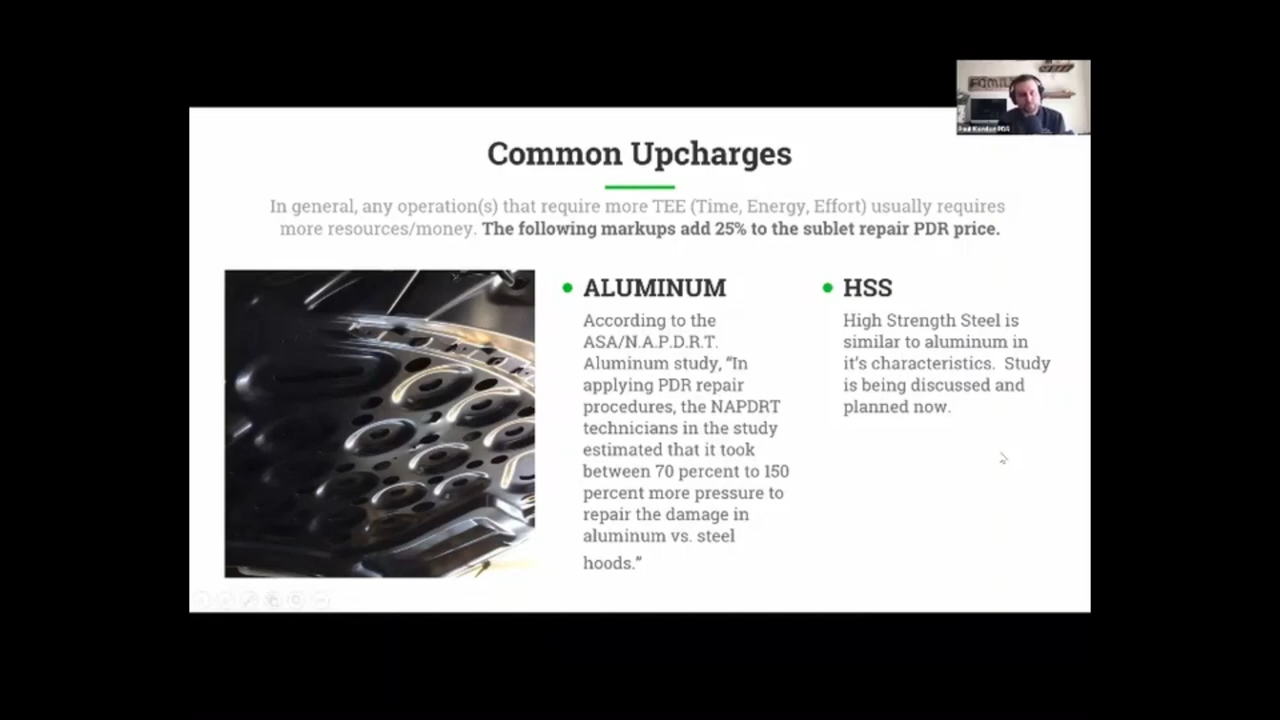 Common Upcharges
In general, any operation(s) that require more TEE (Time, Energy, Effort) usually requires
more resources/money. The following markups add 25% to the sublet repair PDR price.
ALUMINUM
According to the
ASA/N.A.P.D.R.T.
Aluminum study, “In
applying PDR repair
procedures, the NAPDRT
technicians in the study
estimated that it took
between 70 percent to 150
percent more pressure to
repair the damage in
aluminum vs. steel
hoods.”
HSS
High Strength Steel is
similar to aluminum in
it’s characteristics. Study
is being discussed and
planned now.